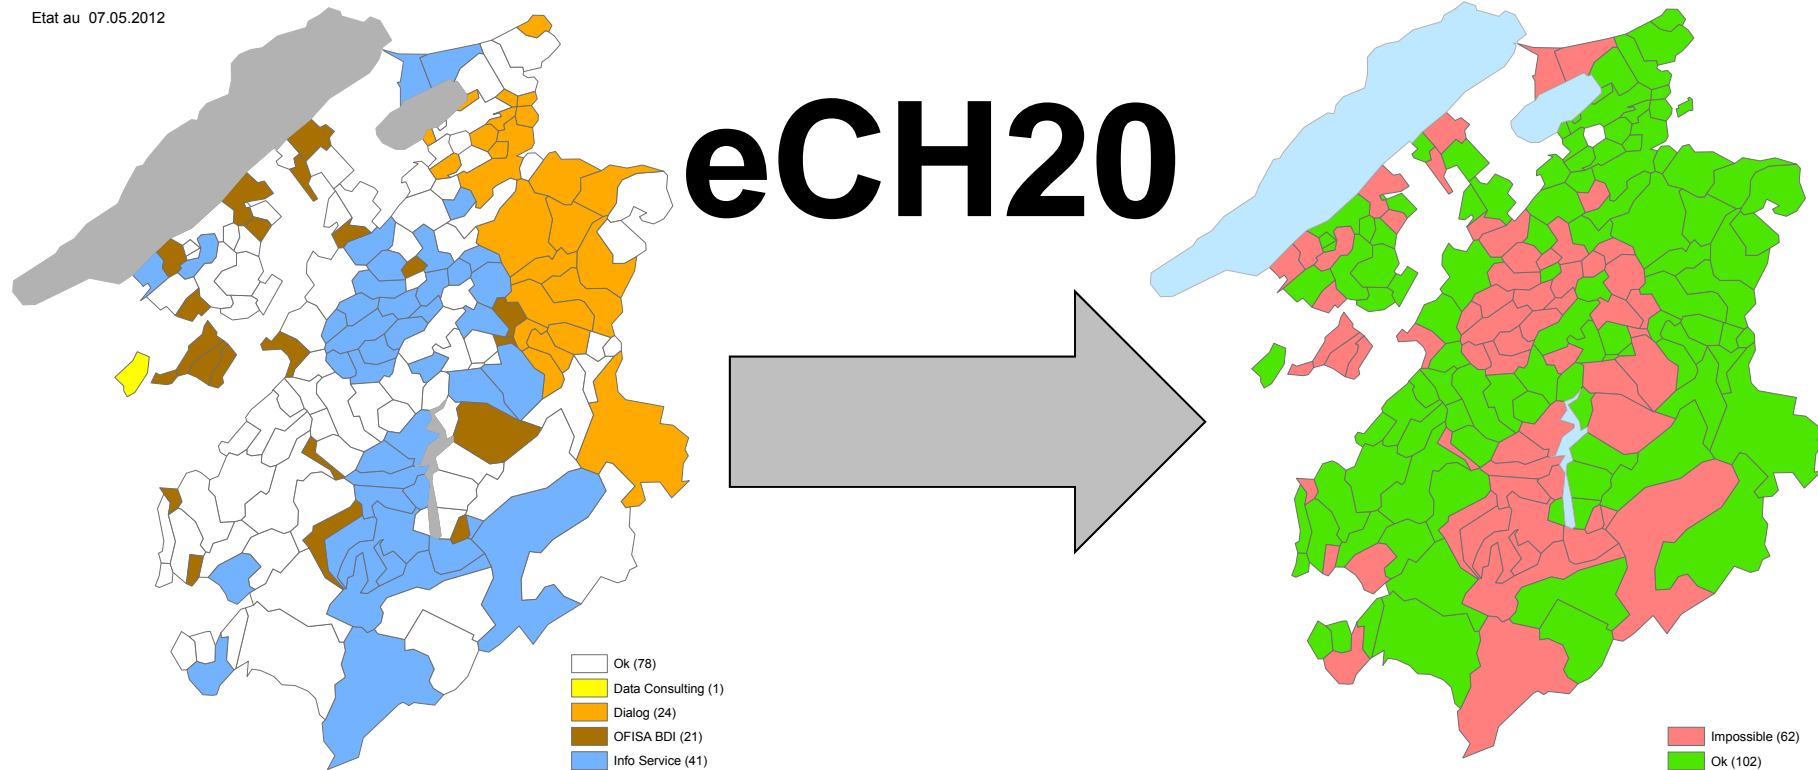 Etat au 07.05.2012
eCH20
Ok (78)
Data Consulting (1)
Dialog (24)
OFISA BDI (21)
Info Service (41)
Impossible (62)
Ok (102)